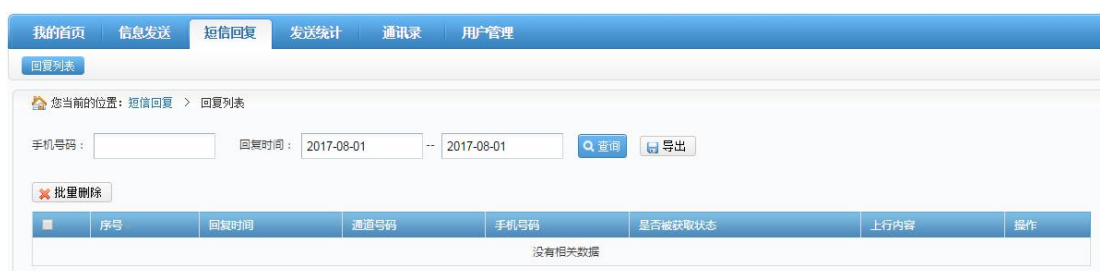 我的首页 信息发送 短信回复 发送统计 通讯录 用户管理
回复列表
您当前的位置：短信回复 > 回复列表
手机号码： 回复时间： 2017-08-01 -- 2017-08-01 查询 导出
批量删除
序号 回复时间 通道号码 手机号码 是否被获取状态 上行内容 操作
没有相关数据